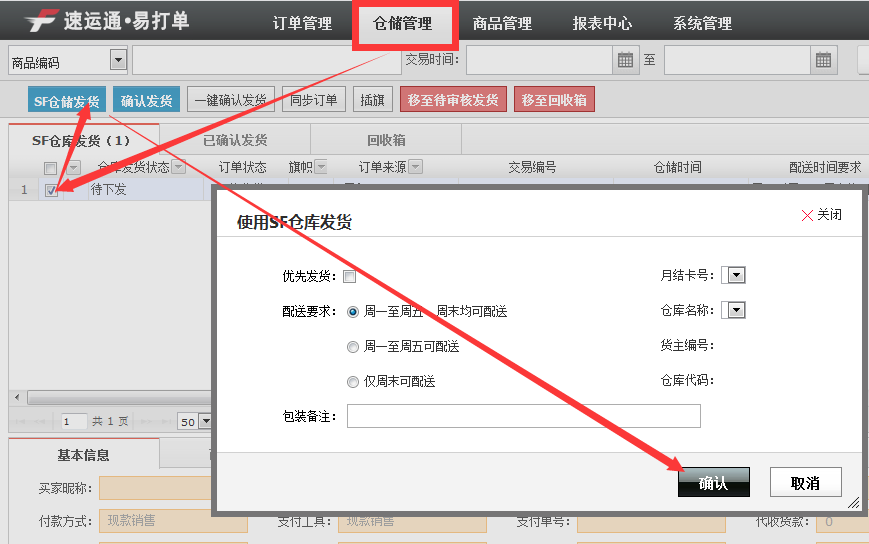 速运通·易打单 订单管理 仓储管理 商品管理 报表中心 系统管理
商品编码 交易时间: 至
SF仓储发货 确认发货 一键确认发货 同步订单 插旗 移至待审核发货 移至回收箱
SF仓库发货(1) 已确认发货 回收箱
仓库发货状态 订单状态 旗帜 订单来源 交易编号 仓储时间 配送时间要求
1 待下发
使用SF仓库发货 关闭
优先发货: 月结卡号:
配送要求: 周一至周五 周末均可配送 仓库名称:
周一至周五可配送 货主编号:
仅周末可配送 仓库代码:
包装备注:
确认 取消
1 共 1 页 50
基本信息
买家昵称:
付款方式: 现款销售 支付工具: 现款销售 支付单号: 代收货款: 0